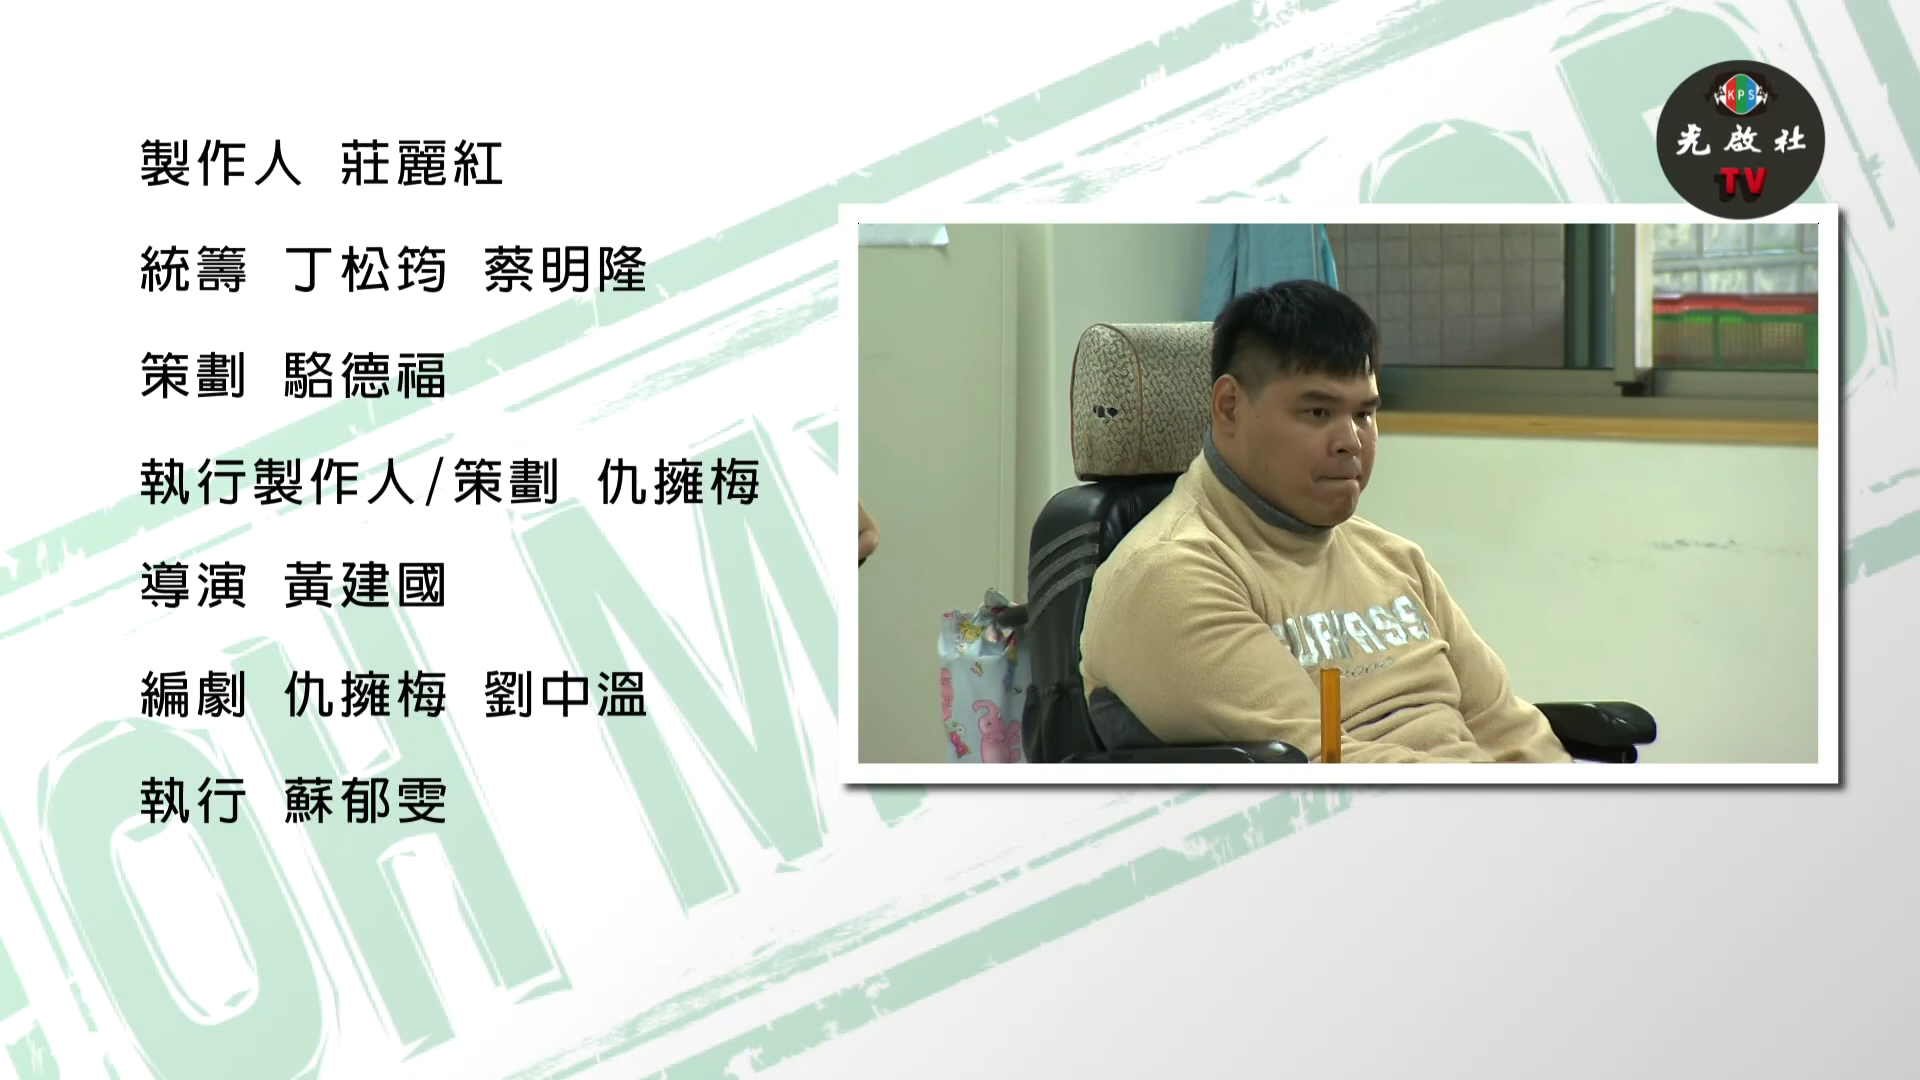 製作人 莊麗紅
統籌 丁松筠 蔡明隆
策劃 駱德福
執行製作人/策劃 仇擁梅
導演 黃建國
編劇 仇擁梅 劉中溫
執行 蘇郁雯
KPS
光啟社
TV
OH M